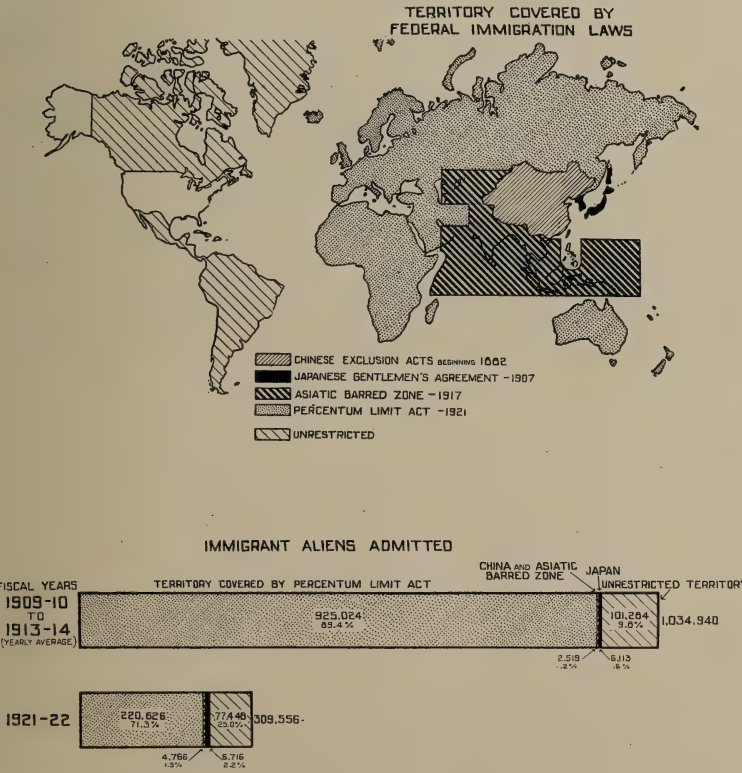 TERRITORY COVERED BY
FEDERAL IMMIGRATION LAWS
CHINESE EXCLUSION ACTS BEGINNING 1882
JAPANESE GENTLEMEN'S AGREEMENT - 1907
ASIATIC BARRED ZONE - 1917
PERCENTUM LIMIT ACT - 1921
UNRESTRICTED
IMMIGRANT ALIENS ADMITTED
FISCAL YEARS
1909-10
TO
1913-14
(YEARLY AVERAGE)
TERRITORY COVERED BY PERCENTUM LIMIT ACT
CHINA AND ASIATIC
BARRED ZONE
JAPAN
UNRESTRICTED TERRITORY
925,024
89.4%
101,284
9.8%
1,034,940
2,519
.2%
6,113
.6%
1921-22
220,626
71.3%
77,448
25.0%
309,556-
4,766
1.5%
6,716
2.2%